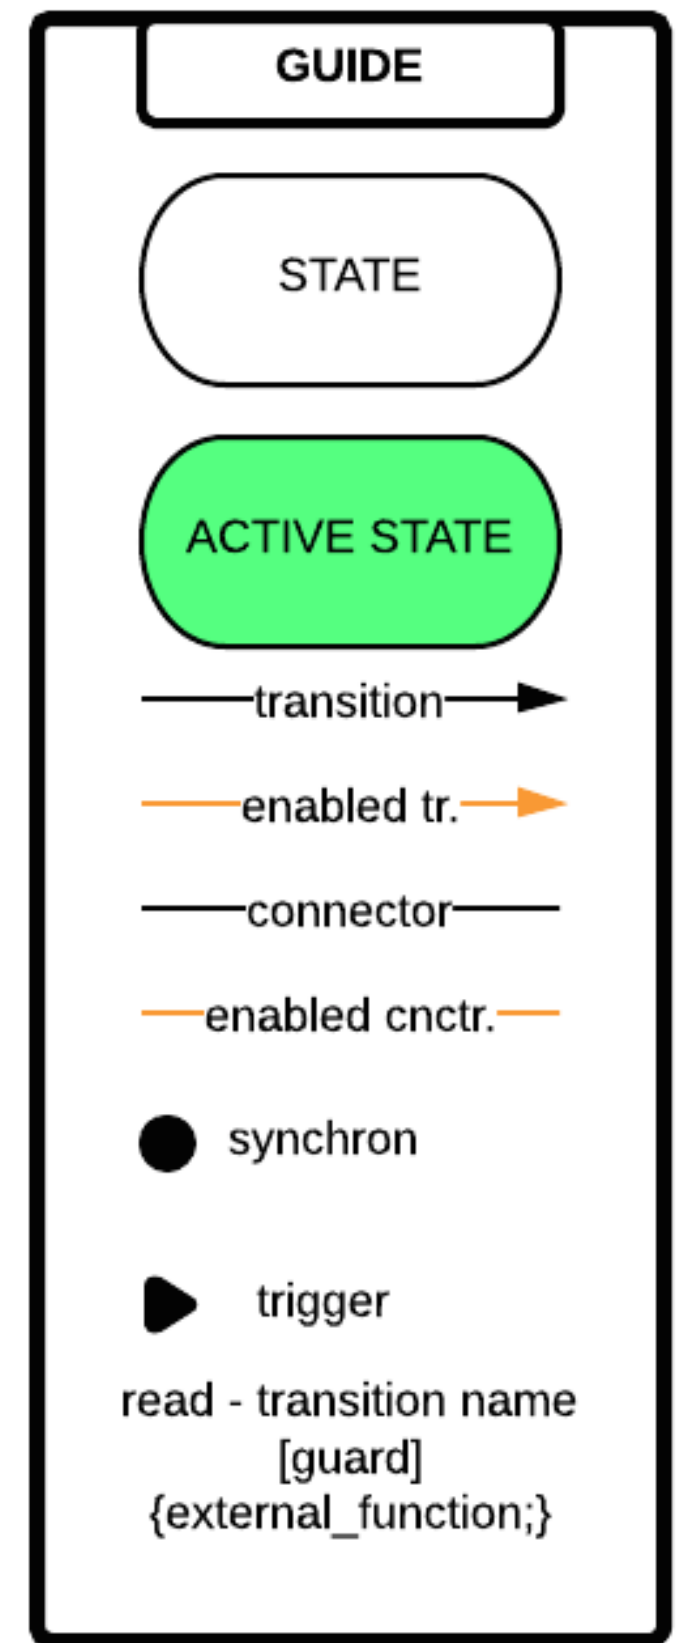 GUIDE
STATE
ACTIVE STATE
transition
enabled tr.
connector
enabled cnctr.
synchron
trigger
read - transition name
[guard]
{external_function;}